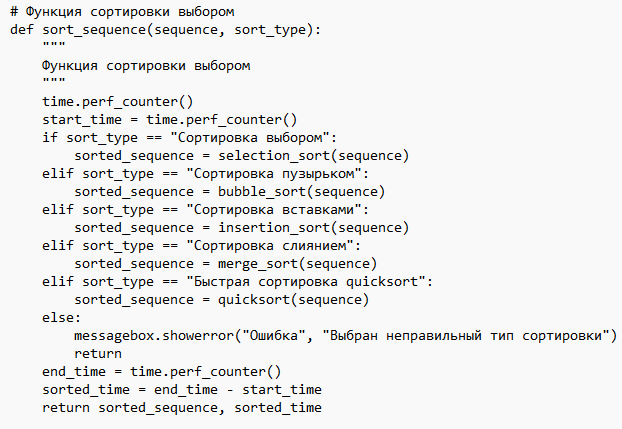 # Функция сортировки выбором
def sort_sequence(sequence, sort_type):
    """
    Функция сортировки выбором
    """
    time.perf_counter()
    start_time = time.perf_counter()
    if sort_type == "Сортировка выбором":
        sorted_sequence = selection_sort(sequence)
    elif sort_type == "Сортировка пузырьком":
        sorted_sequence = bubble_sort(sequence)
    elif sort_type == "Сортировка вставками":
        sorted_sequence = insertion_sort(sequence)
    elif sort_type == "Сортировка слиянием":
        sorted_sequence = merge_sort(sequence)
    elif sort_type == "Быстрая сортировка quicksort":
        sorted_sequence = quicksort(sequence)
    else:
        messagebox.showerror("Ошибка", "Выбран неправильный тип сортировки")
        return
    end_time = time.perf_counter()
    sorted_time = end_time - start_time
    return sorted_sequence, sorted_time